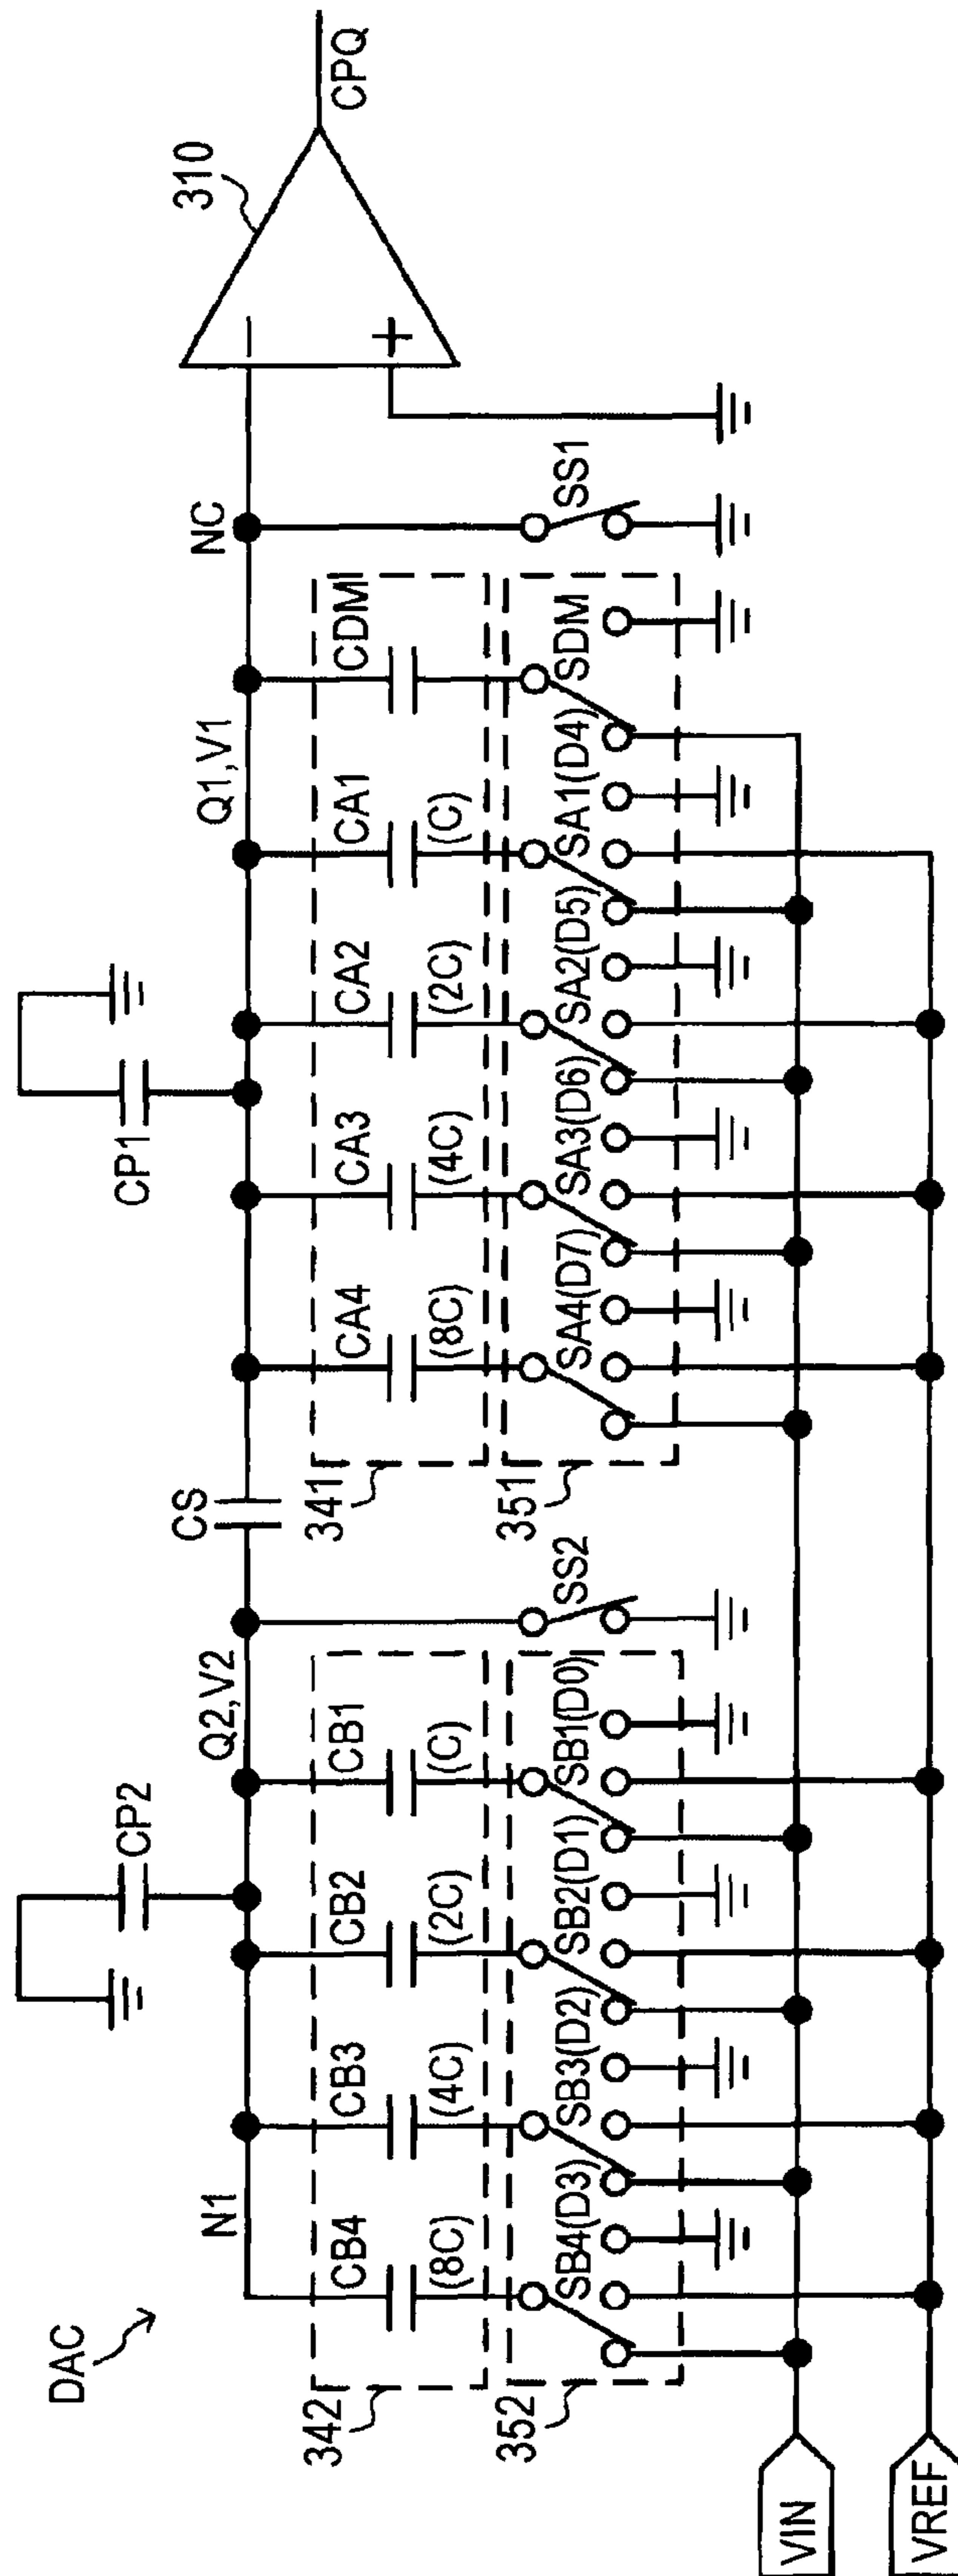 DAC
N1
CP2
Q2,V2
CS
CP1
Q1,V1
NC
310
CPQ
−
+
342
CB4
(8C)
CB3
(4C)
CB2
(2C)
CB1
(C)
352
SB4(D3)
SB3(D2)
SB2(D1)
SB1(D0)
SS2
341
CA4
(8C)
CA3
(4C)
CA2
(2C)
CA1
(C)
CDM
351
SA4(D7)
SA3(D6)
SA2(D5)
SA1(D4)
SDM
SS1
VIN
VREF